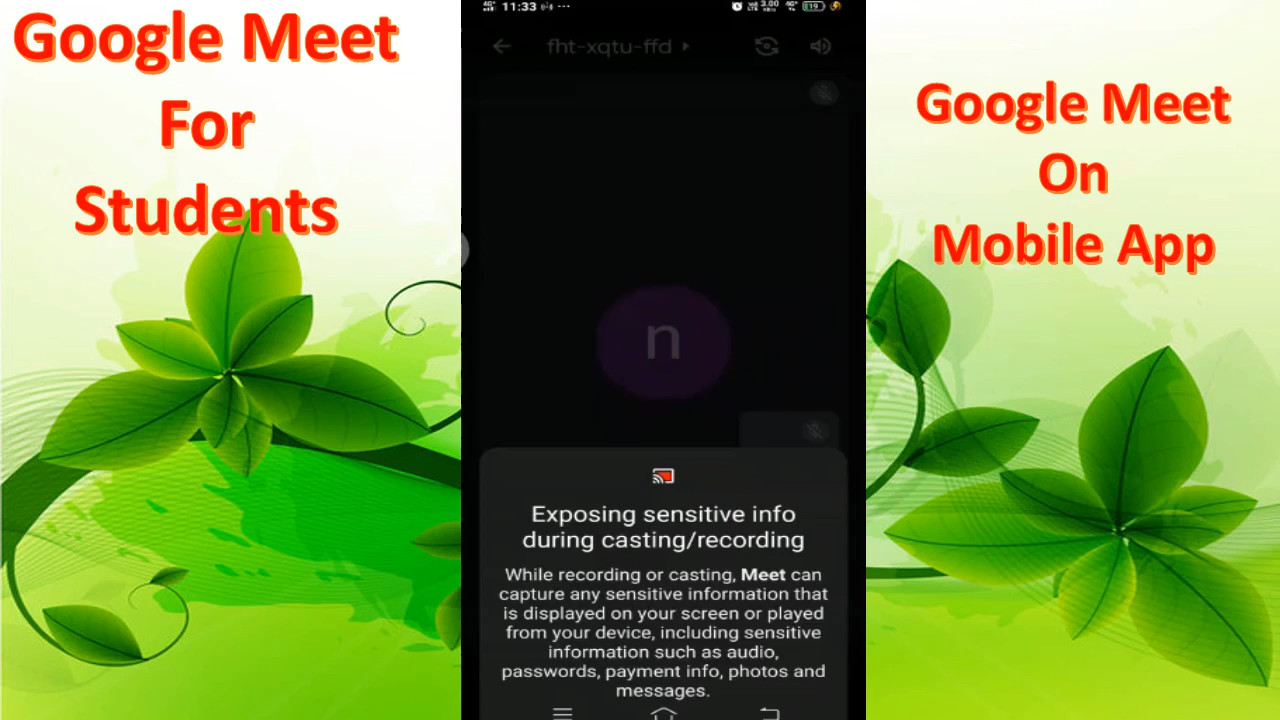 Google Meet
For
Students
11:33
fht-xqtu-ffd
n
Exposing sensitive info
during casting/recording
While recording or casting, Meet can
capture any sensitive information that
is displayed on your screen or played
from your device, including sensitive
information such as audio,
passwords, payment info, photos and
messages.
Google Meet
On
Mobile App